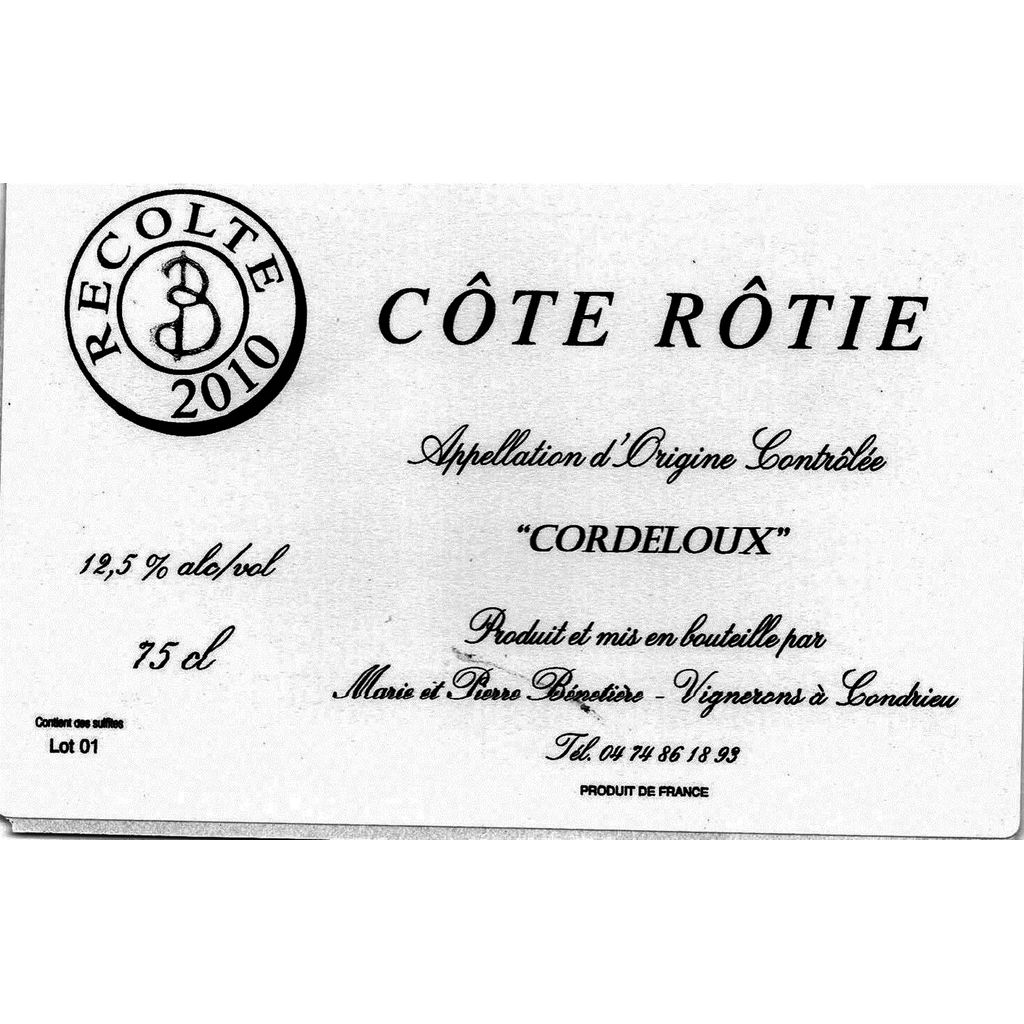 RECOLTE
B
2010
CÔTE RÔTIE
Appellation d'Origine Contrôlée
“CORDELOUX”
12,5 % alc/vol
75 cl
Produit et mis en bouteille par
Marie et Pierre Bénetière - Vignerons à Condrieu
Contient des sulfites
Lot 01
Tél. 04 74 86 18 93
PRODUIT DE FRANCE